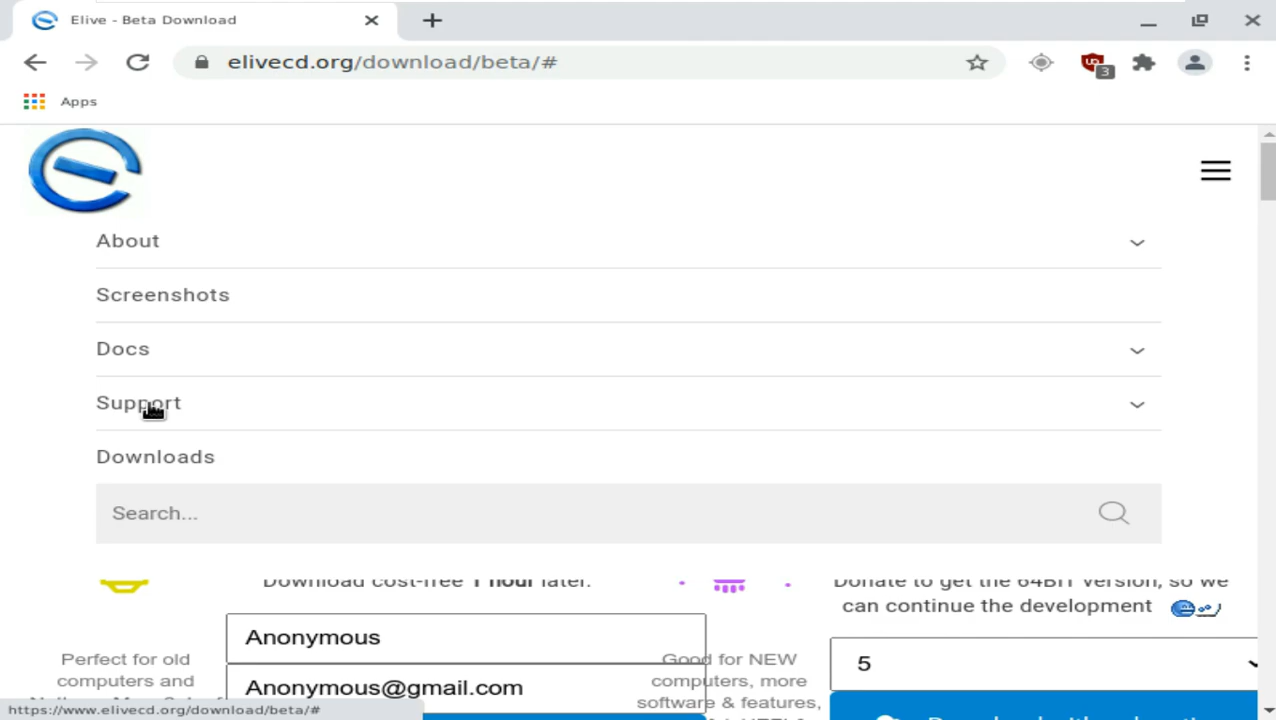 Elive - Beta Download
elivecd.org/download/beta/#
3
Apps
About
Screenshots
Docs
Support
Downloads
Search...
Download cost-free 1 hour later.
Donate to get the 64BIT version, so we
can continue the development
Anonymous
Anonymous@gmail.com
Perfect for old
computers and
Good for NEW
computers, more
software & features,
5
https://www.elivecd.org/download/beta/#